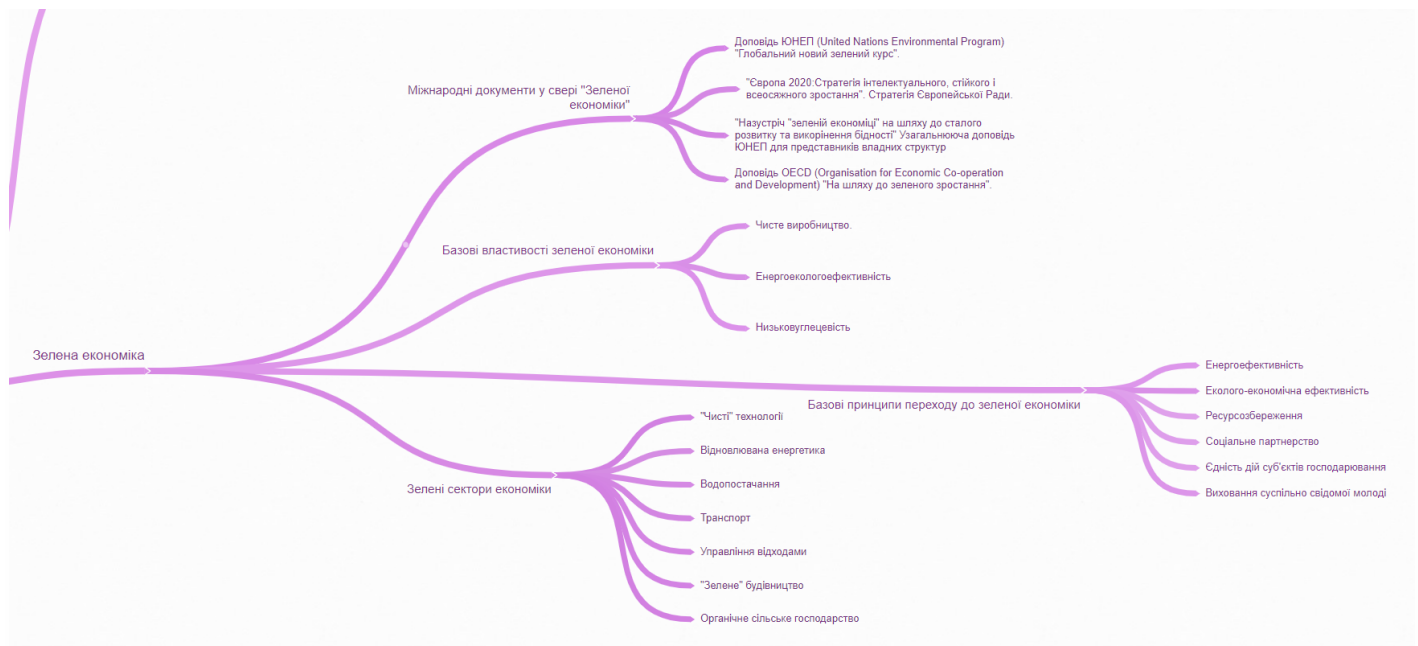 Зелена економіка
Міжнародні документи у свері "Зеленої
економіки"
Доповідь ЮНЕП (United Nations Environmental Program)
"Глобальний новий зелений курс".
"Європа 2020:Стратегія інтелектуального, стійкого і
всеосяжного зростання". Стратегія Європейської Ради.
"Назустріч "зеленій економіці" на шляху до сталого
розвитку та викорінення бідності" Узагальнююча доповідь
ЮНЕП для представників владних структур
Доповідь OECD (Organisation for Economic Co-operation
and Development) "На шляху до зеленого зростання".
Базові властивості зеленої економіки
Чисте виробництво.
Енергоекологоефективність
Низьковуглецевість
Базові принципи переходу до зеленої економіки
Енергоефективність
Еколого-економічна ефективність
Ресурсозбереження
Соціальне партнерство
Єдність дій суб'єктів господарювання
Виховання суспільно свідомої молоді
Зелені сектори економіки
"Чисті" технології
Відновлювана енергетика
Водопостачання
Транспорт
Управління відходами
"Зелене" будівництво
Органічне сільське господарство